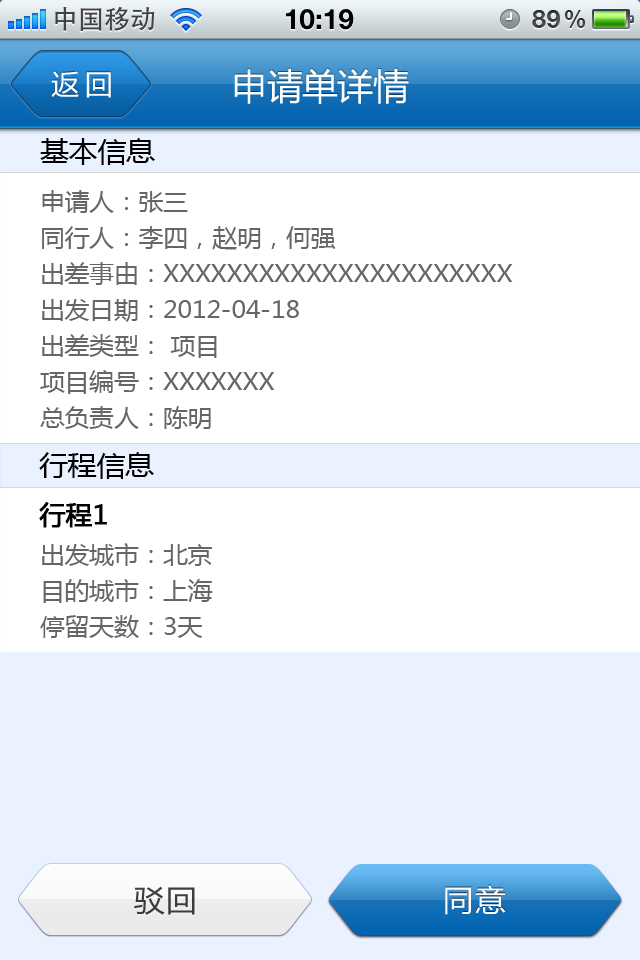 中国移动 10:19 89%
返回 申请单详情
基本信息
申请人：张三
同行人：李四，赵明，何强
出差事由：XXXXXXXXXXXXXXXXXXXXXX
出发日期：2012-04-18
出差类型： 项目
项目编号：XXXXXXX
总负责人：陈明
行程信息
行程1
出发城市：北京
目的城市：上海
停留天数：3天
驳回 同意